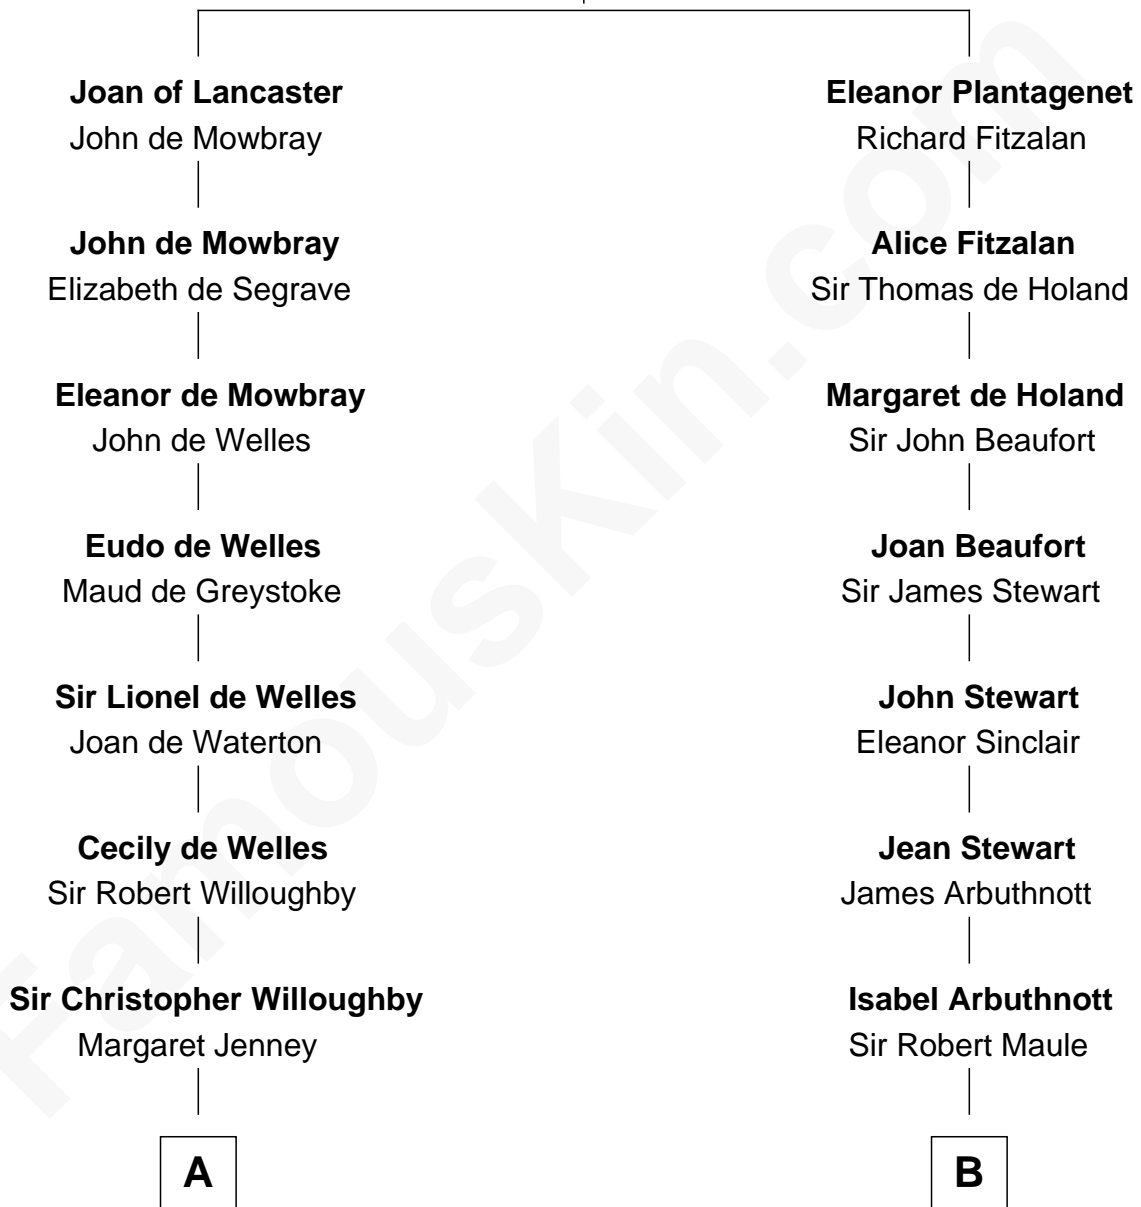 Joan of Lancaster
John de Mowbray
John de Mowbray
Elizabeth de Segrave
Eleanor de Mowbray
John de Welles
Eudo de Welles
Maud de Greystoke
Sir Lionel de Welles
Joan de Waterton
Cecily de Welles
Sir Robert Willoughby
Sir Christopher Willoughby
Margaret Jenney
A
Eleanor Plantagenet
Richard Fitzalan
Alice Fitzalan
Sir Thomas de Holand
Margaret de Holand
Sir John Beaufort
Joan Beaufort
Sir James Stewart
John Stewart
Eleanor Sinclair
Jean Stewart
James Arbuthnott
Isabel Arbuthnott
Sir Robert Maule
B
FamousKin.com